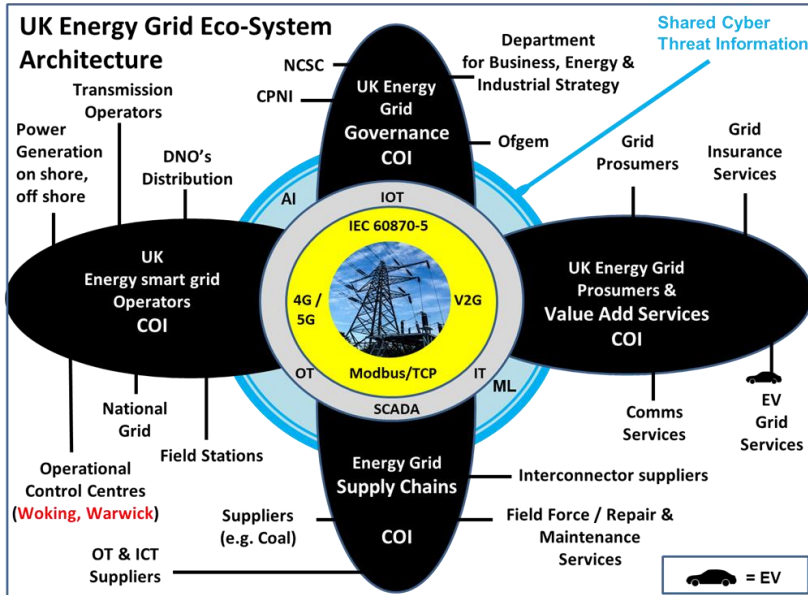 UK Energy Grid Eco-System
Architecture
Shared Cyber
Threat Information
NCSC
CPNI
Department
for Business, Energy &
Industrial Strategy
Ofgem
UK Energy
Grid
Governance
COI
Transmission
Operators
Power
Generation
on shore,
off shore
DNO's
Distribution
Grid
Prosumers
Grid
Insurance
Services
AI
IOT
IEC 60870-5
4G /
5G
V2G
Modbus/TCP
OT
IT
ML
SCADA
UK
Energy smart grid
Operators
COI
UK Energy Grid
Prosumers &
Value Add Services
COI
National
Grid
Field Stations
Operational
Control Centres
(Woking, Warwick)
Comms
Services
EV
Grid
Services
Energy Grid
Supply Chains
COI
Interconnector suppliers
Suppliers
(e.g. Coal)
Field Force / Repair &
Maintenance
Services
OT & ICT
Suppliers
= EV